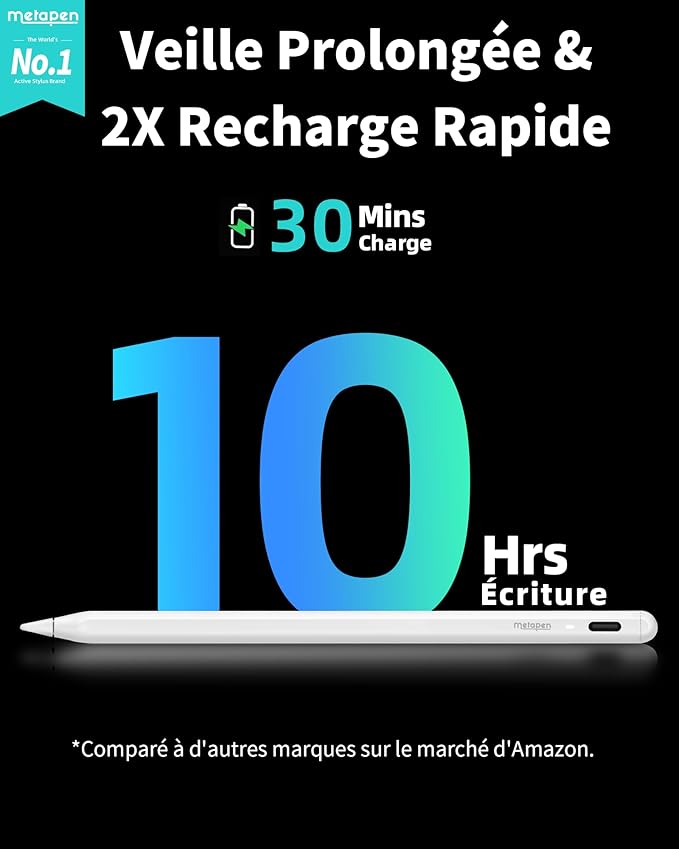 metapen
The World's
No.1
Active Stylus Brand
Veille Prolongée &
2X Recharge Rapide
30 Mins
Charge
10 Hrs
Écriture
metapen
*Comparé à d'autres marques sur le marché d'Amazon.